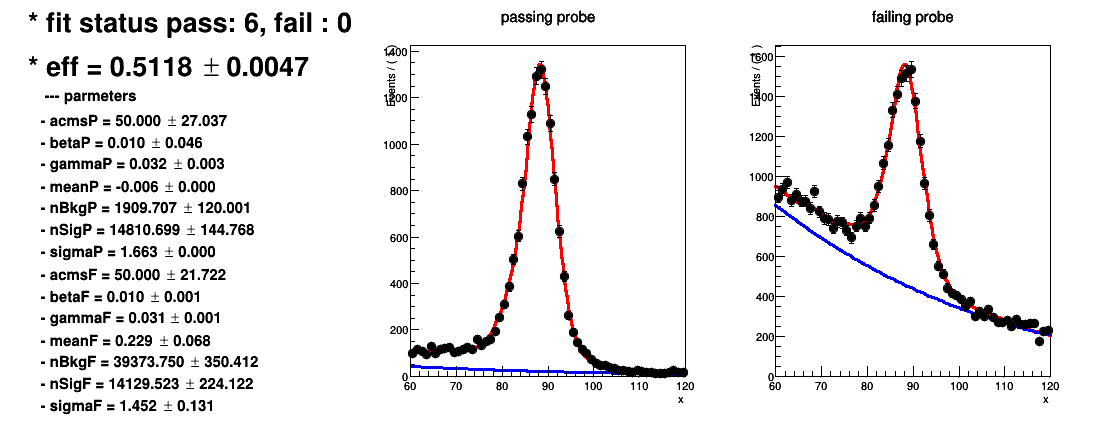 * fit status pass: 6, fail : 0
* eff = 0.5118 ± 0.0047
--- parmeters
- acmsP = 50.000 ± 27.037
- betaP = 0.010 ± 0.046
- gammaP = 0.032 ± 0.003
- meanP = -0.006 ± 0.000
- nBkgP = 1909.707 ± 120.001
- nSigP = 14810.699 ± 144.768
- sigmaP = 1.663 ± 0.000
- acmsF = 50.000 ± 21.722
- betaF = 0.010 ± 0.001
- gammaF = 0.031 ± 0.001
- meanF = 0.229 ± 0.068
- nBkgF = 39373.750 ± 350.412
- nSigF = 14129.523 ± 224.122
- sigmaF = 1.452 ± 0.131
passing probe
Events / (
1400
1200
1000
800
600
400
200
0
60 70 80 90 100 110 120
x
failing probe
Events / (
1600
1400
1200
1000
800
600
400
200
0
60 70 80 90 100 110 120
x